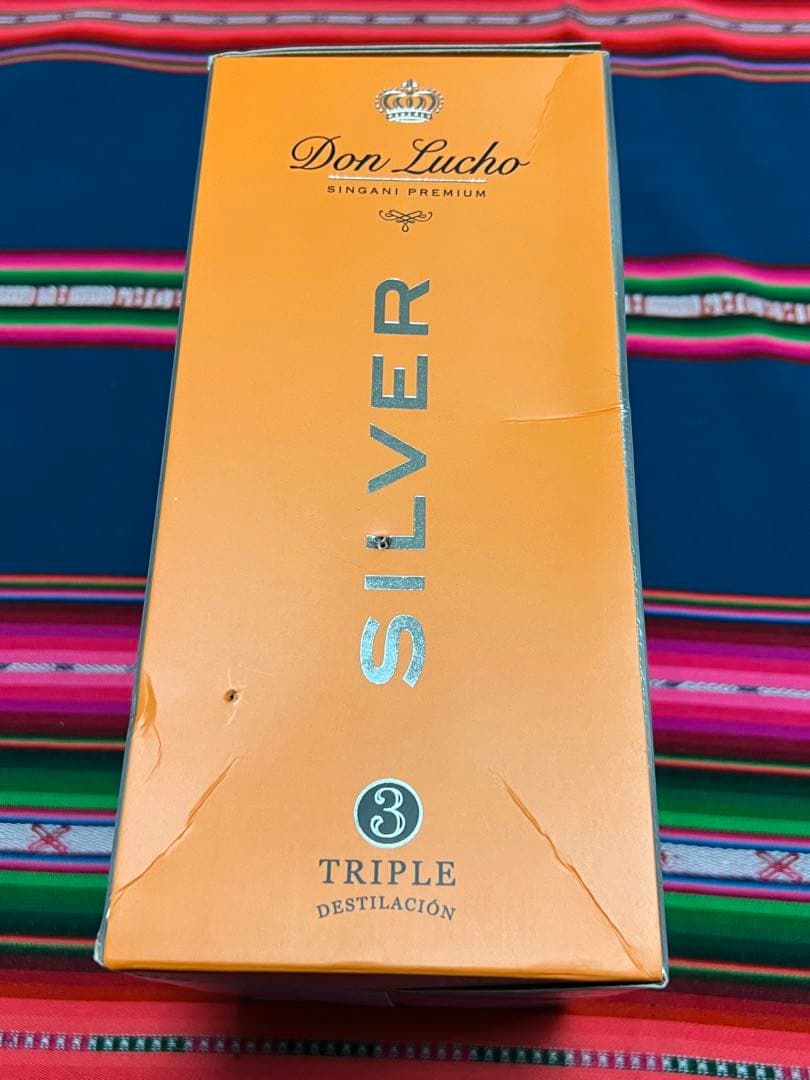 Don Lucho
SINGANI PREMIUM
SILVER
3
TRIPLE
DESTILACIÓN